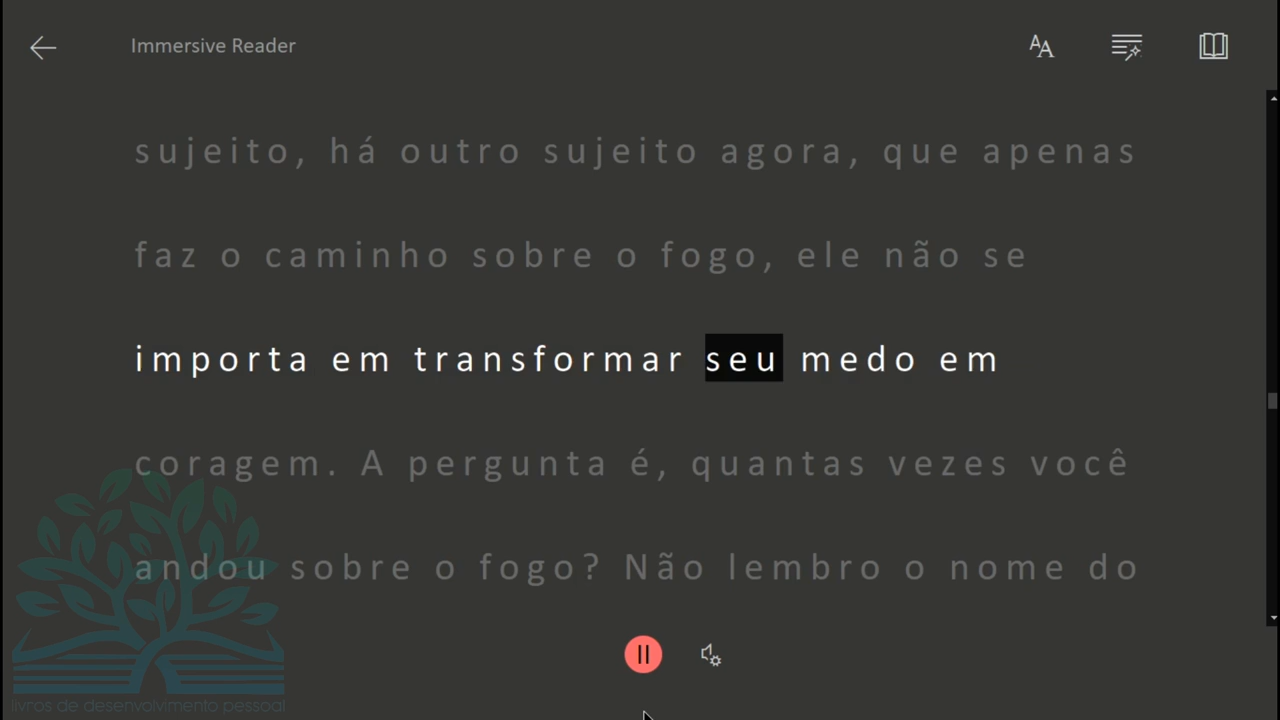 Immersive Reader
sujeito, há outro sujeito agora, que apenas
faz o caminho sobre o fogo, ele não se
importa em transformar seu medo em
coragem. A pergunta é, quantas vezes você
andou sobre o fogo? Não lembro o nome do
livros de desenvolvimento pessoal